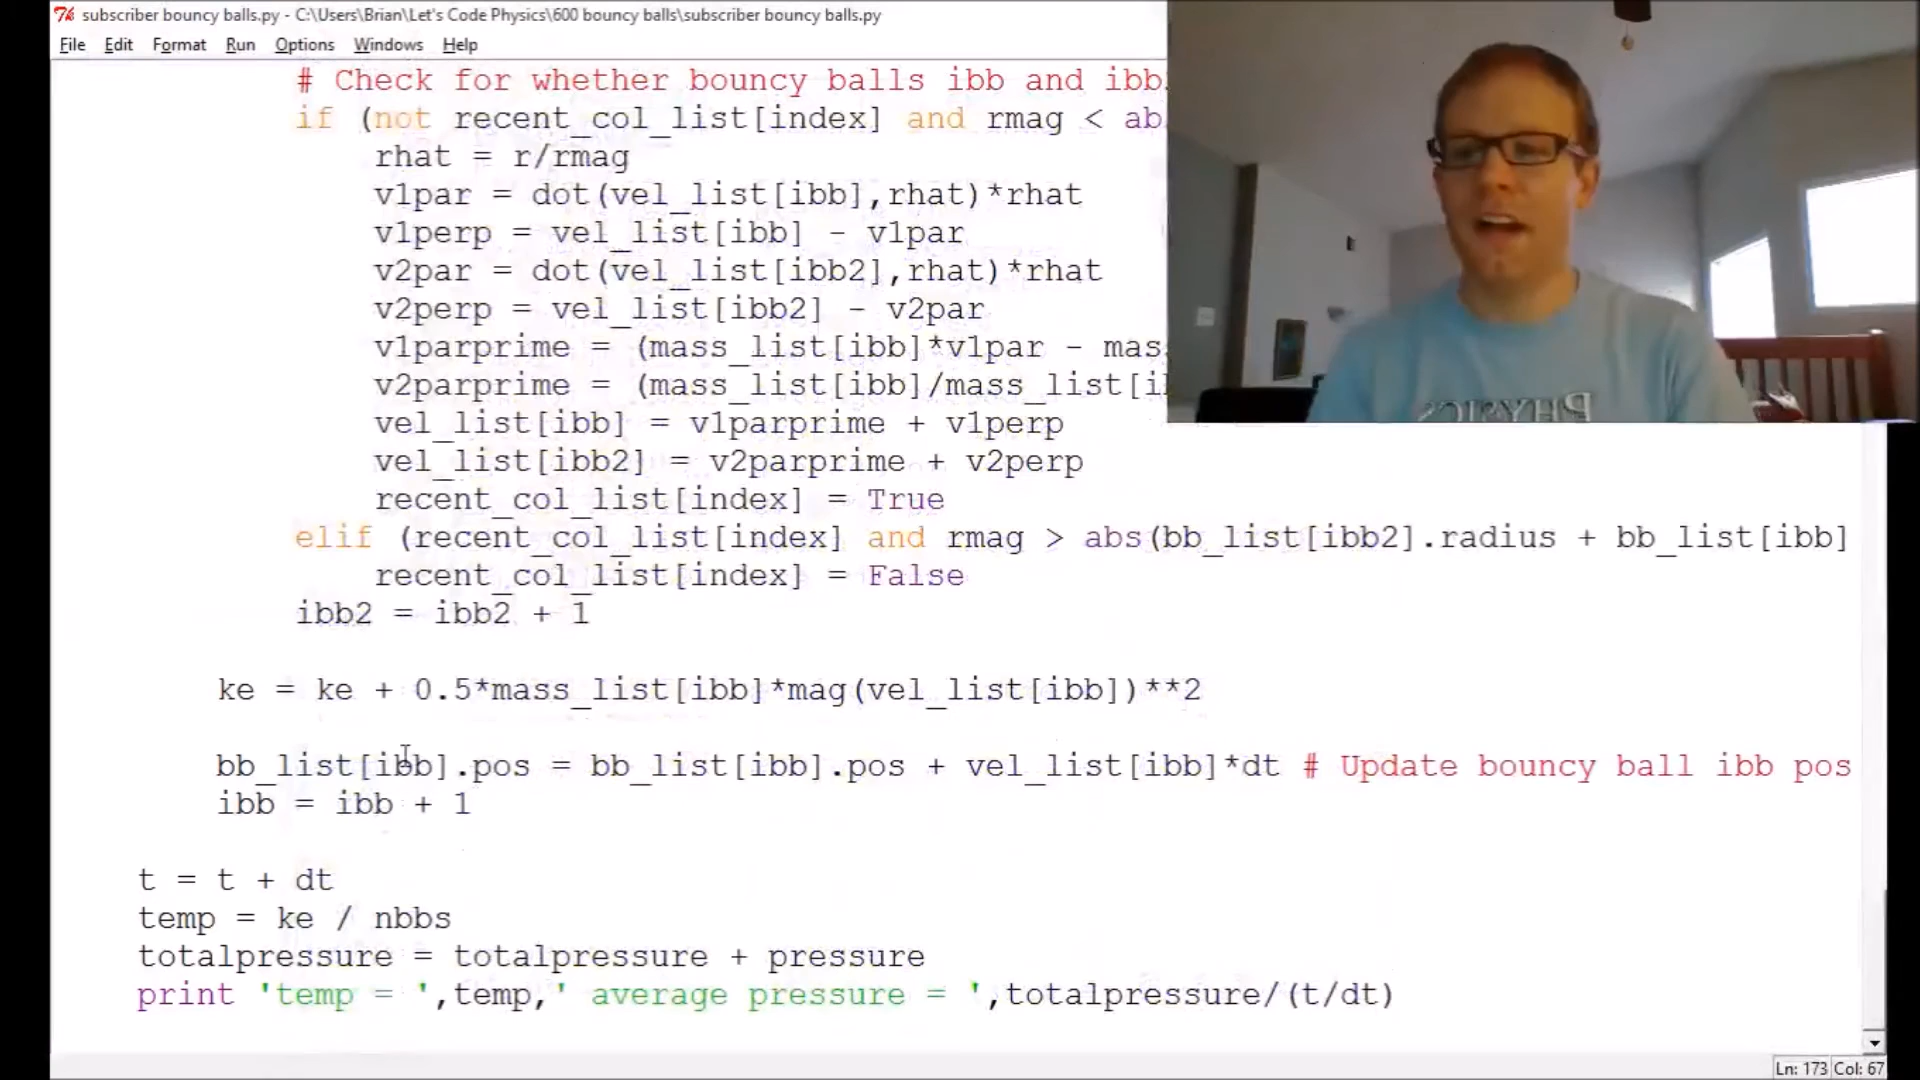 subscriber bouncy balls.py - C:\Users\Brian\Let's Code Physics\600 bouncy balls\subscriber bouncy balls.py
File Edit Format Run Options Windows Help
# Check for whether bouncy balls ibb and ibb
if (not recent_col_list[index] and rmag < ab
rhat = r/rmag
v1par = dot(vel_list[ibb],rhat)*rhat
v1perp = vel_list[ibb] - v1par
v2par = dot(vel_list[ibb2],rhat)*rhat
v2perp = vel_list[ibb2] - v2par
v1parprime = (mass_list[ibb]*v1par - mas
v2parprime = (mass_list[ibb]/mass_list[i
vel_list[ibb] = v1parprime + v1perp
vel_list[ibb2] = v2parprime + v2perp
recent_col_list[index] = True
elif (recent_col_list[index] and rmag > abs(bb_list[ibb2].radius + bb_list[ibb]
recent_col_list[index] = False
ibb2 = ibb2 + 1
ke = ke + 0.5*mass_list[ibb]*mag(vel_list[ibb])**2
bb_list[ibb].pos = bb_list[ibb].pos + vel_list[ibb]*dt # Update bouncy ball ibb pos
ibb = ibb + 1
t = t + dt
temp = ke / nbbs
totalpressure = totalpressure + pressure
print 'temp = ',temp,' average pressure = ',totalpressure/(t/dt)
Ln: 173 Col: 67
PHYSICS